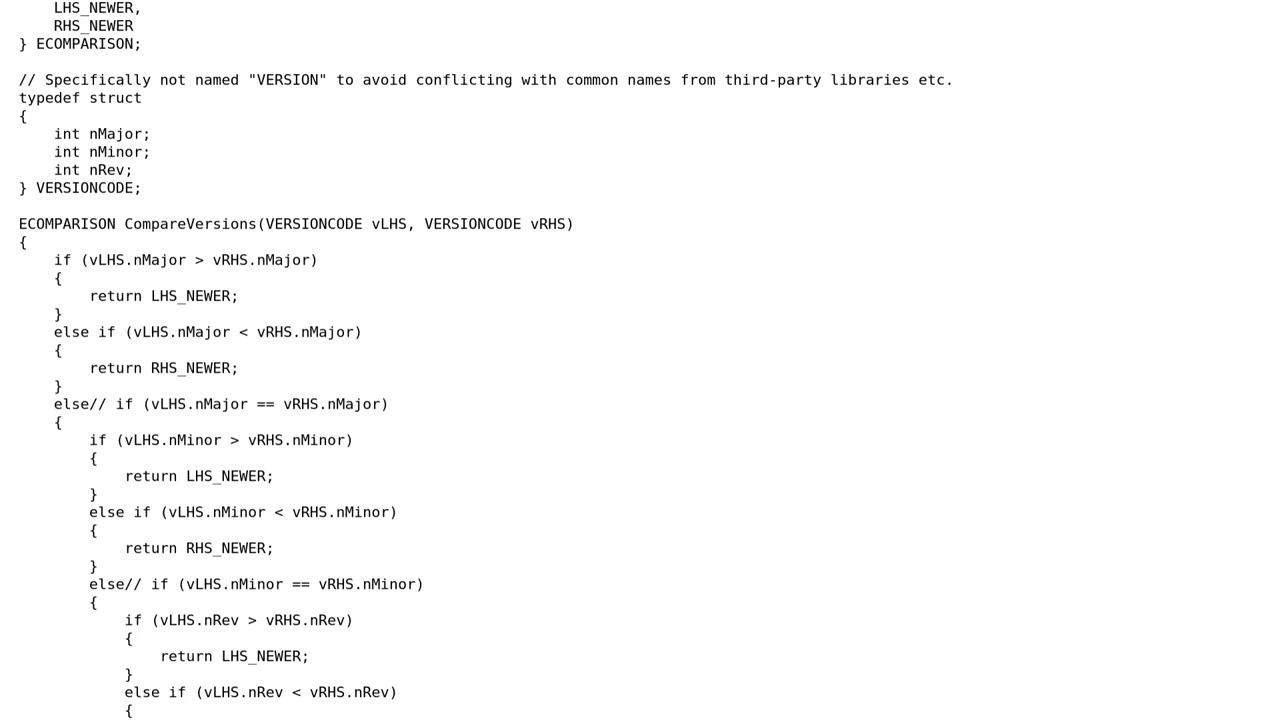 LHS_NEWER,
    RHS_NEWER
} ECOMPARISON;

// Specifically not named "VERSION" to avoid conflicting with common names from third-party libraries etc.
typedef struct
{
    int nMajor;
    int nMinor;
    int nRev;
} VERSIONCODE;

ECOMPARISON CompareVersions(VERSIONCODE vLHS, VERSIONCODE vRHS)
{
    if (vLHS.nMajor > vRHS.nMajor)
    {
        return LHS_NEWER;
    }
    else if (vLHS.nMajor < vRHS.nMajor)
    {
        return RHS_NEWER;
    }
    else// if (vLHS.nMajor == vRHS.nMajor)
    {
        if (vLHS.nMinor > vRHS.nMinor)
        {
            return LHS_NEWER;
        }
        else if (vLHS.nMinor < vRHS.nMinor)
        {
            return RHS_NEWER;
        }
        else// if (vLHS.nMinor == vRHS.nMinor)
        {
            if (vLHS.nRev > vRHS.nRev)
            {
                return LHS_NEWER;
            }
            else if (vLHS.nRev < vRHS.nRev)
            {